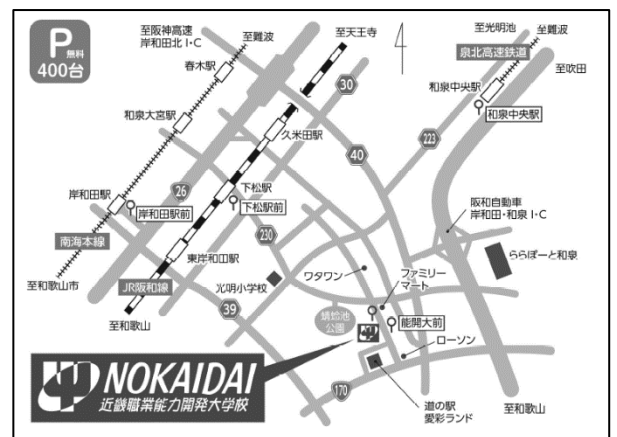 P
無料
400台
至阪神高速
岸和田北I・C
至難波
至天王寺
至光明池
至難波
泉北高速鉄道
至吹田
春木駅
30
和泉中央駅
和泉中央駅
和泉大宮駅
久米田駅
223
40
26
下松駅
下松駅前
岸和田駅
岸和田駅前
阪和自動車
岸和田・和泉I・C
ららぽーと和泉
230
南海本線
東岸和田駅
ワタワン
ファミリー
マート
至和歌山市
JR阪和線
光明小学校
39
蜻蛉池
公園
能開大前
至和歌山
ローソン
NOKAIDAI
近畿職業能力開発大学校
170
道の駅
愛彩ランド
至和歌山